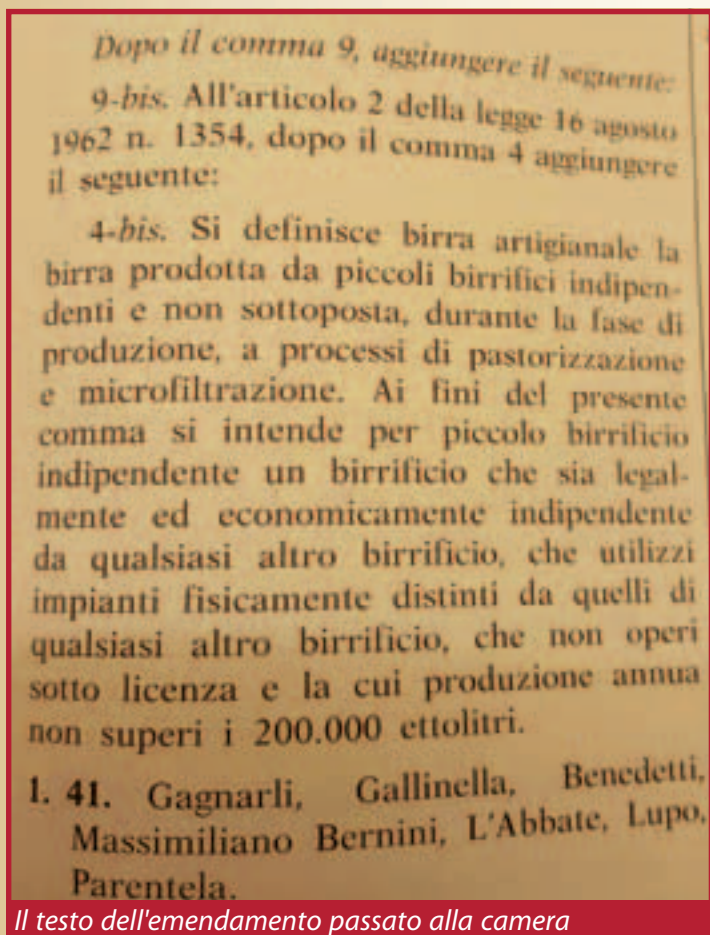 Dopo il comma 9, aggiungere il seguente:
9-bis. All'articolo 2 della legge 16 agosto
1962 n. 1354, dopo il comma 4 aggiungere
il seguente:
4-bis. Si definisce birra artigianale la
birra prodotta da piccoli birrifici indipen-
denti e non sottoposta, durante la fase di
produzione, a processi di pastorizzazione
e microfiltrazione. Ai fini del presente
comma si intende per piccolo birrificio
indipendente un birrificio che sia legal-
mente ed economicamente indipendente
da qualsiasi altro birrificio, che utilizzi
impianti fisicamente distinti da quelli di
qualsiasi altro birrificio, che non operi
sotto licenza e la cui produzione annua
non superi i 200.000 ettolitri.
1. 41. Gagnarli, Gallinella, Benedetti,
Massimiliano Bernini, L'Abbate, Lupo,
Parentela.
Il testo dell'emendamento passato alla camera